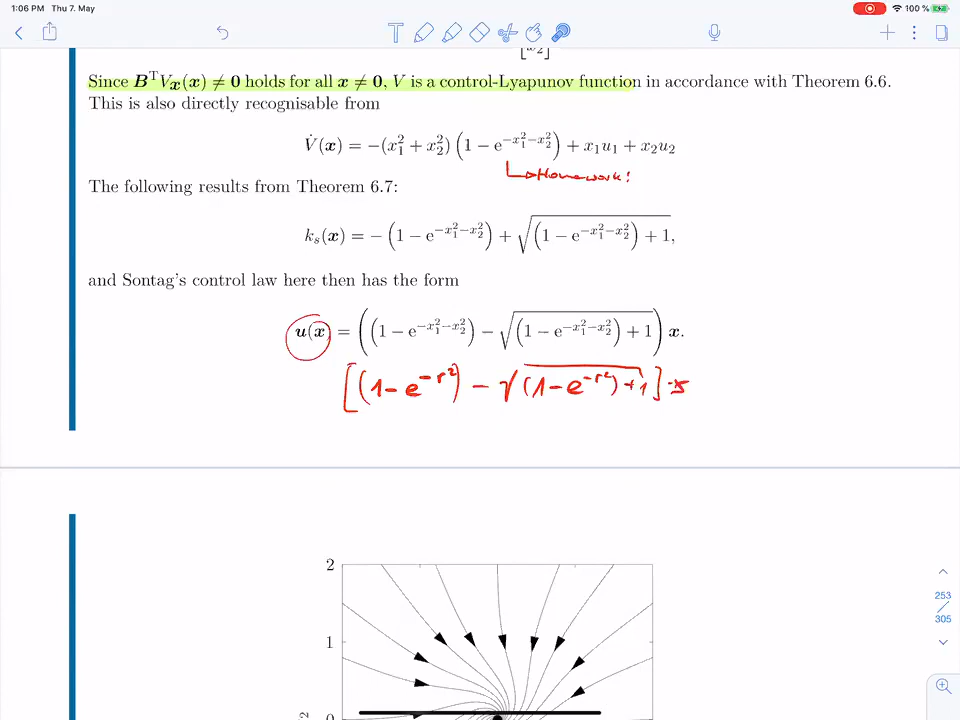 1:06 PM Thu 7. May 100 %
T
[w2]
Since B^T V_x(x) ≠ 0 holds for all x ≠ 0, V is a control-Lyapunov function in accordance with Theorem 6.6.
This is also directly recognisable from
V̇(x) = −(x₁² + x₂²) (1 − e^{−x₁²−x₂²}) + x₁u₁ + x₂u₂
↳ Homework!
The following results from Theorem 6.7:
k_s(x) = − (1 − e^{−x₁²−x₂²}) + √((1 − e^{−x₁²−x₂²}) + 1),
and Sontag's control law here then has the form
u(x) = ((1 − e^{−x₁²−x₂²}) − √((1 − e^{−x₁²−x₂²}) + 1)) x.
[(1 − e^{−r²}) − √((1 − e^{−r²}) + 1)] · x
2
1
253
305
0
2